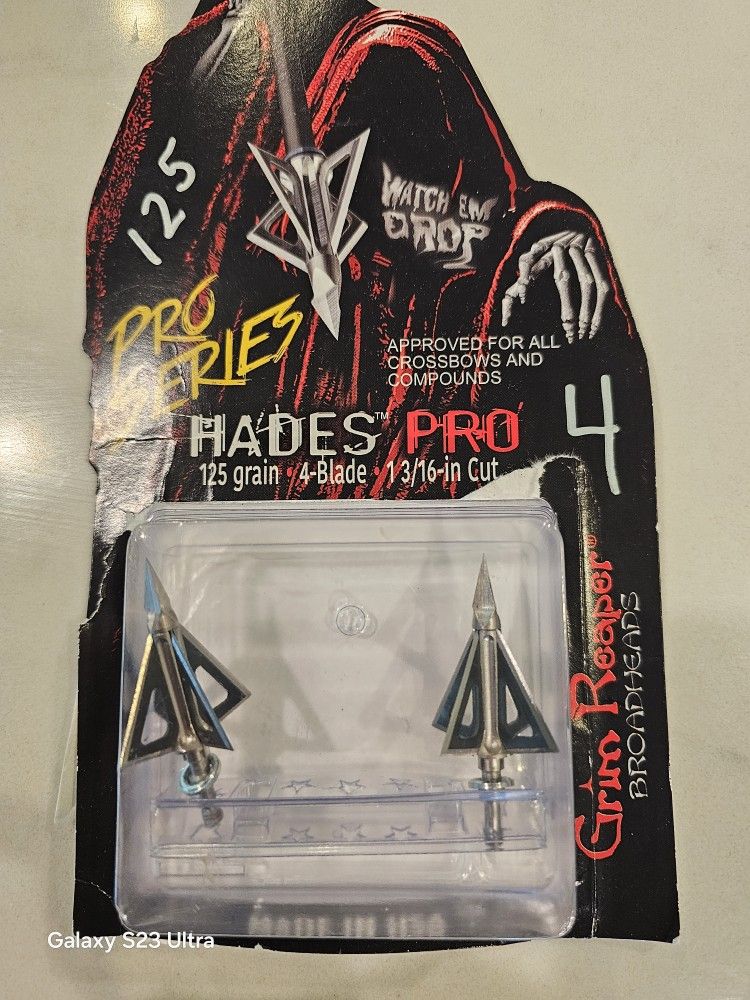 125
WATCH EM
DROP
PRO
SERIES
APPROVED FOR ALL
CROSSBOWS AND
COMPOUNDS
HADES™ PRO
4
125 grain • 4-Blade • 1 3/16-in Cut
Grim Reaper®
BROADHEADS
MADE IN USA
Galaxy S23 Ultra